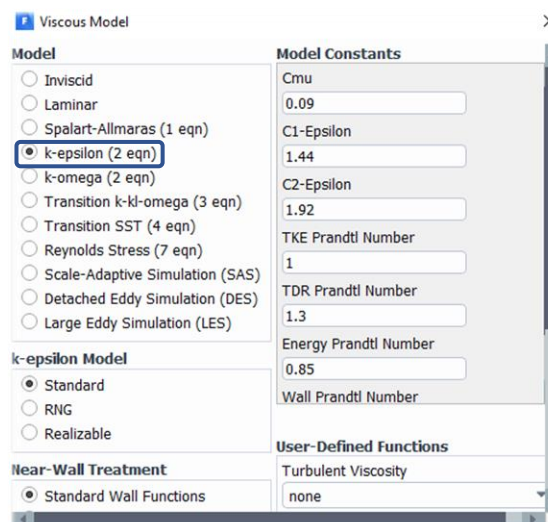 Viscous Model
Model
Inviscid
Laminar
Spalart-Allmaras (1 eqn)
k-epsilon (2 eqn)
k-omega (2 eqn)
Transition k-kl-omega (3 eqn)
Transition SST (4 eqn)
Reynolds Stress (7 eqn)
Scale-Adaptive Simulation (SAS)
Detached Eddy Simulation (DES)
Large Eddy Simulation (LES)
k-epsilon Model
Standard
RNG
Realizable
Near-Wall Treatment
Standard Wall Functions
Model Constants
Cmu
0.09
C1-Epsilon
1.44
C2-Epsilon
1.92
TKE Prandtl Number
1
TDR Prandtl Number
1.3
Energy Prandtl Number
0.85
Wall Prandtl Number
User-Defined Functions
Turbulent Viscosity
none